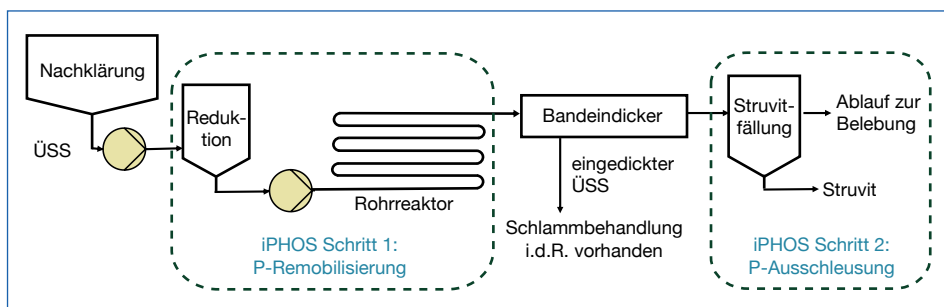 Nachklärung
ÜSS
Reduk-
tion
Rohrreaktor
iPHOS Schritt 1:
P-Remobilisierung
Bandeindicker
eingedickter
ÜSS
Schlammbehandlung
i.d.R. vorhanden
Struvit-
fällung
Ablauf zur
Belebung
Struvit
iPHOS Schritt 2:
P-Ausschleusung